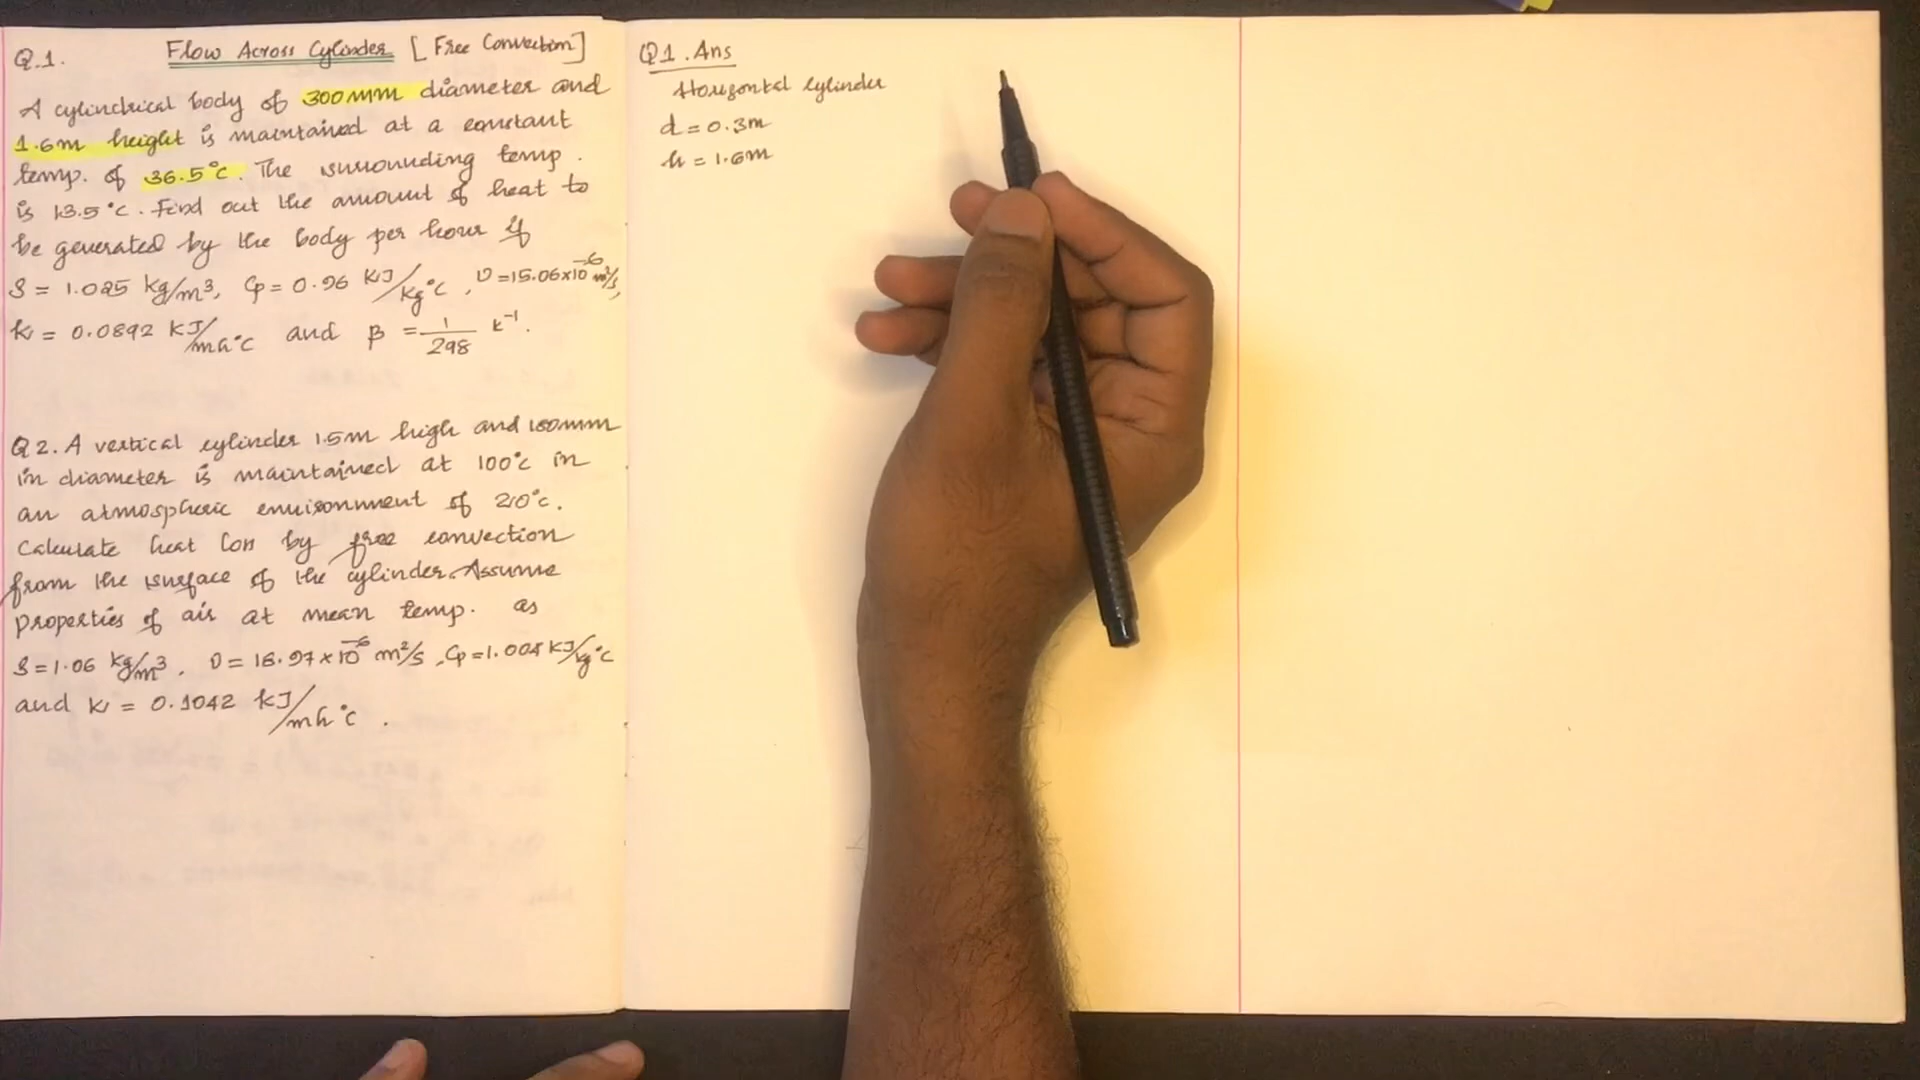 Q.1. Flow Across Cylinder [Free Convection]
A cylindrical body of 300mm diameter and
1.6m height is maintained at a constant
temp. of 36.5°C. The surrounding temp.
is 13.5°C. Find out the amount of heat to
be generated by the body per hour if
ρ = 1.025 kg/m³, Cp = 0.96 KJ/kg°C, υ = 15.06×10⁻⁶ m²/s,
k = 0.0892 KJ/mh°C and β = 1/298 k⁻¹.
Q2. A vertical cylinder 1.5m high and 180mm
in diameter is maintained at 100°C in
an atmospheric environment of 20°C.
Calculate heat loss by free convection
from the surface of the cylinder. Assume
properties of air at mean temp. as
ρ = 1.06 kg/m³, υ = 18.97×10⁻⁶ m²/s, Cp = 1.004 KJ/kg°C
and k = 0.1042 kJ/mh°C.
Q1. Ans
Horizontal cylinder
d = 0.3m
h = 1.6m